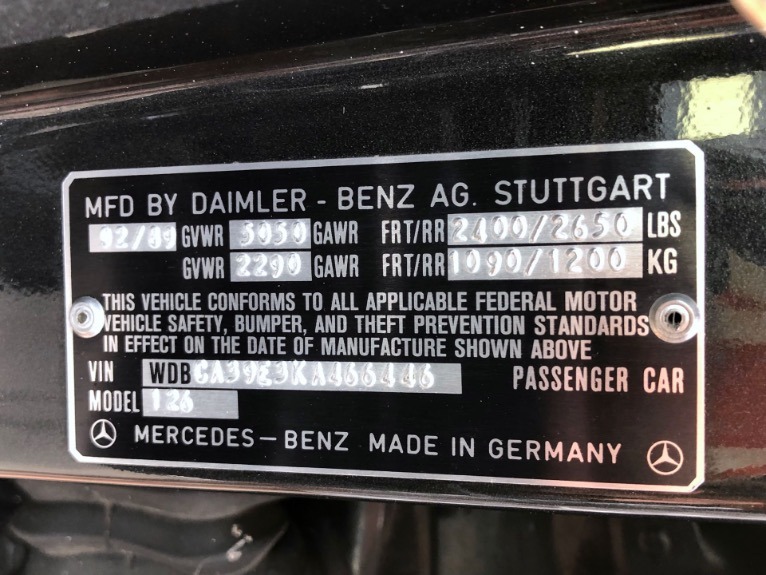 MFD BY DAIMLER - BENZ AG. STUTTGART
02/89 GVWR 5050 GAWR FRT/RR 2400/2650 LBS
GVWR 2290 GAWR FRT/RR 1090/1200 KG
THIS VEHICLE CONFORMS TO ALL APPLICABLE FEDERAL MOTOR
VEHICLE SAFETY, BUMPER, AND THEFT PREVENTION STANDARDS
IN EFFECT ON THE DATE OF MANUFACTURE SHOWN ABOVE
VIN WDBCA39E3KA466446 PASSENGER CAR
MODEL 126
MERCEDES-BENZ MADE IN GERMANY